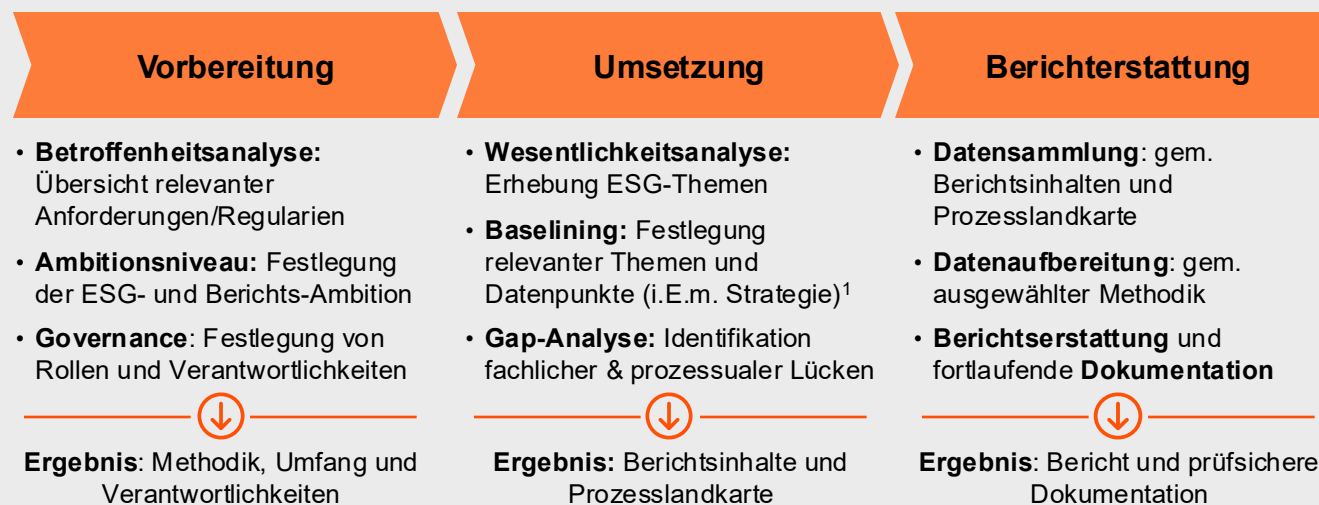 Vorbereitung
• Betroffenheitsanalyse:
Übersicht relevanter
Anforderungen/Regularien
• Ambitionsniveau: Festlegung
der ESG- und Berichts-Ambition
• Governance: Festlegung von
Rollen und Verantwortlichkeiten
Ergebnis: Methodik, Umfang und
Verantwortlichkeiten
Umsetzung
• Wesentlichkeitsanalyse:
Erhebung ESG-Themen
• Baselining: Festlegung
relevanter Themen und
Datenpunkte (i.E.m. Strategie)¹
• Gap-Analyse: Identifikation
fachlicher & prozessualer Lücken
Ergebnis: Berichtsinhalte und
Prozesslandkarte
Berichterstattung
• Datensammlung: gem.
Berichtsinhalten und
Prozesslandkarte
• Datenaufbereitung: gem.
ausgewählter Methodik
• Berichtserstattung und
fortlaufende Dokumentation
Ergebnis: Bericht und prüfsichere
Dokumentation